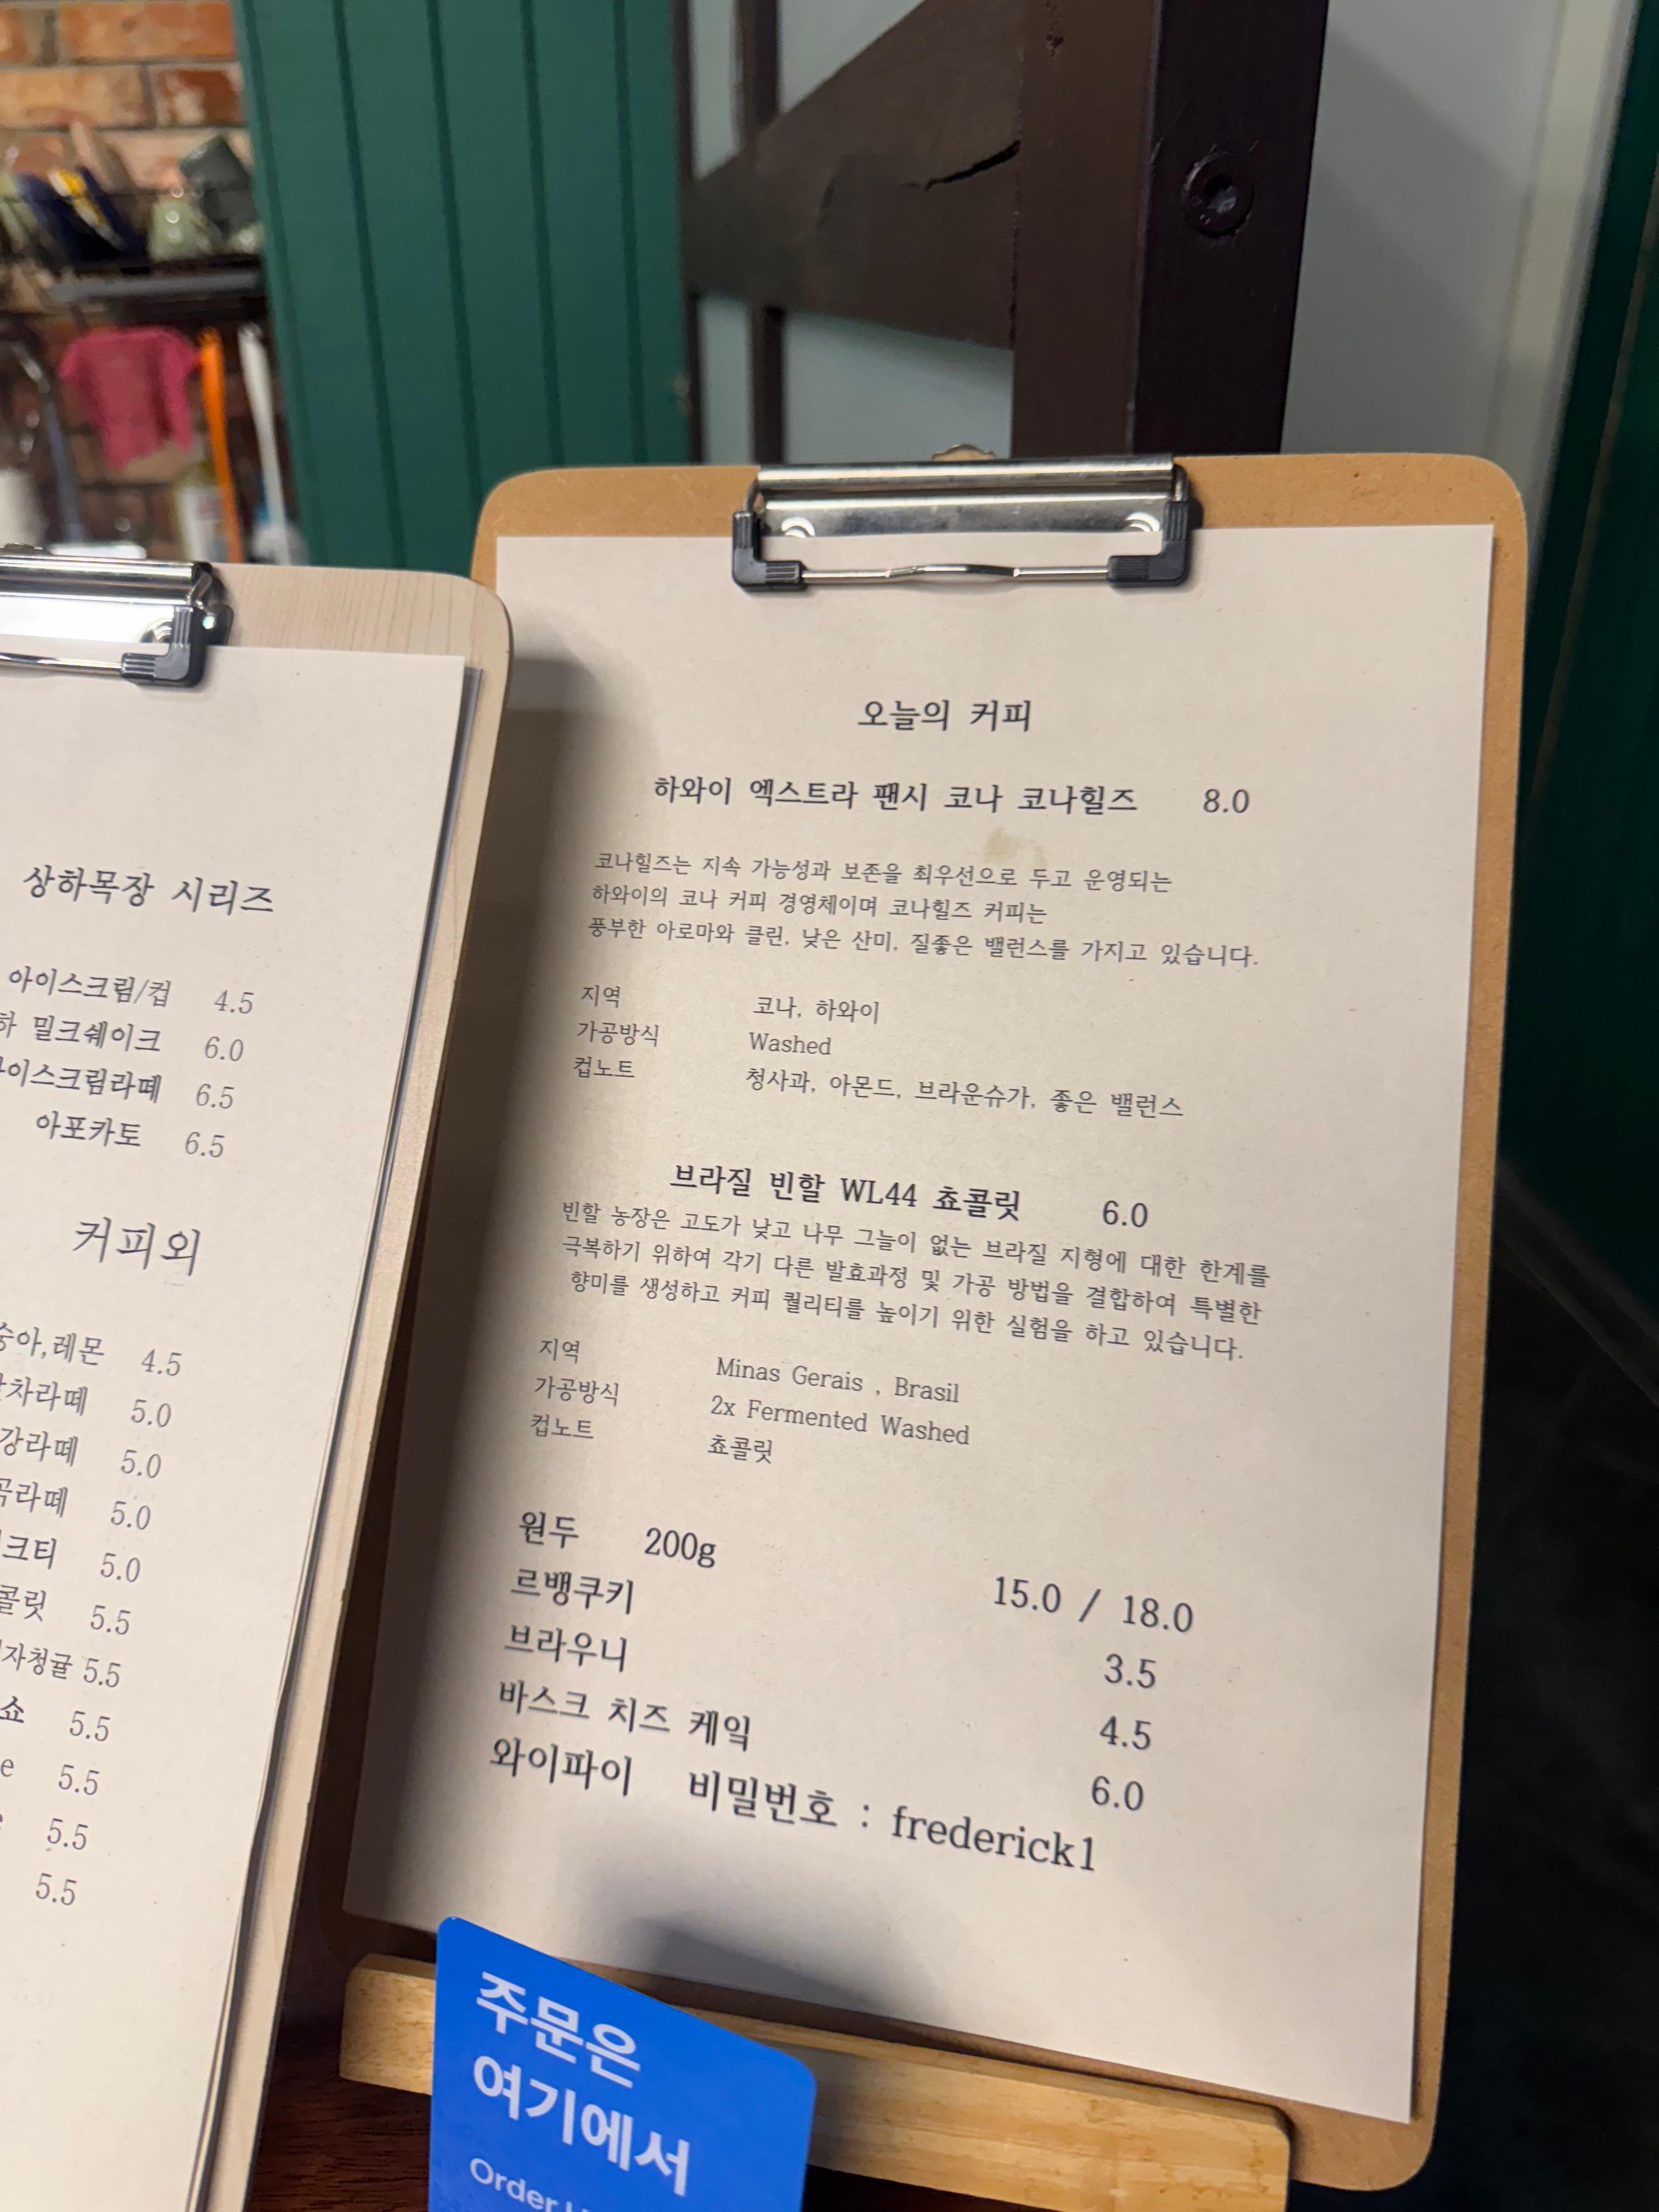 상하목장 시리즈
아이스크림/컵 4.5
밀크쉐이크 6.0
아이스크림라떼 6.5
아포카토 6.5
커피외
레몬 4.5
5.0
5.0
5.0
5.0
5.5
5.5
5.5
5.5
5.5
5.5
오늘의 커피
하와이 엑스트라 팬시 코나 코나힐즈 8.0
코나힐즈는 지속 가능성과 보존을 최우선으로 두고 운영되는
하와이의 코나 커피 경영체이며 코나힐즈 커피는
풍부한 아로마와 클린, 낮은 산미, 질좋은 밸런스를 가지고 있습니다.
지역 코나, 하와이
가공방식 Washed
컵노트 청사과, 아몬드, 브라운슈가, 좋은 밸런스
브라질 빈할 WL44 쵸콜릿 6.0
빈할 농장은 고도가 낮고 나무 그늘이 없는 브라질 지형에 대한 한계를
극복하기 위하여 각기 다른 발효과정 및 가공 방법을 결합하여 특별한
향미를 생성하고 커피 퀄리티를 높이기 위한 실험을 하고 있습니다.
지역 Minas Gerais , Brasil
가공방식 2x Fermented Washed
컵노트 쵸콜릿
원두 200g 15.0 / 18.0
르뱅쿠키 3.5
브라우니 4.5
바스크 치즈 케잌 6.0
와이파이 비밀번호 : frederick1
주문은
여기에서
Order